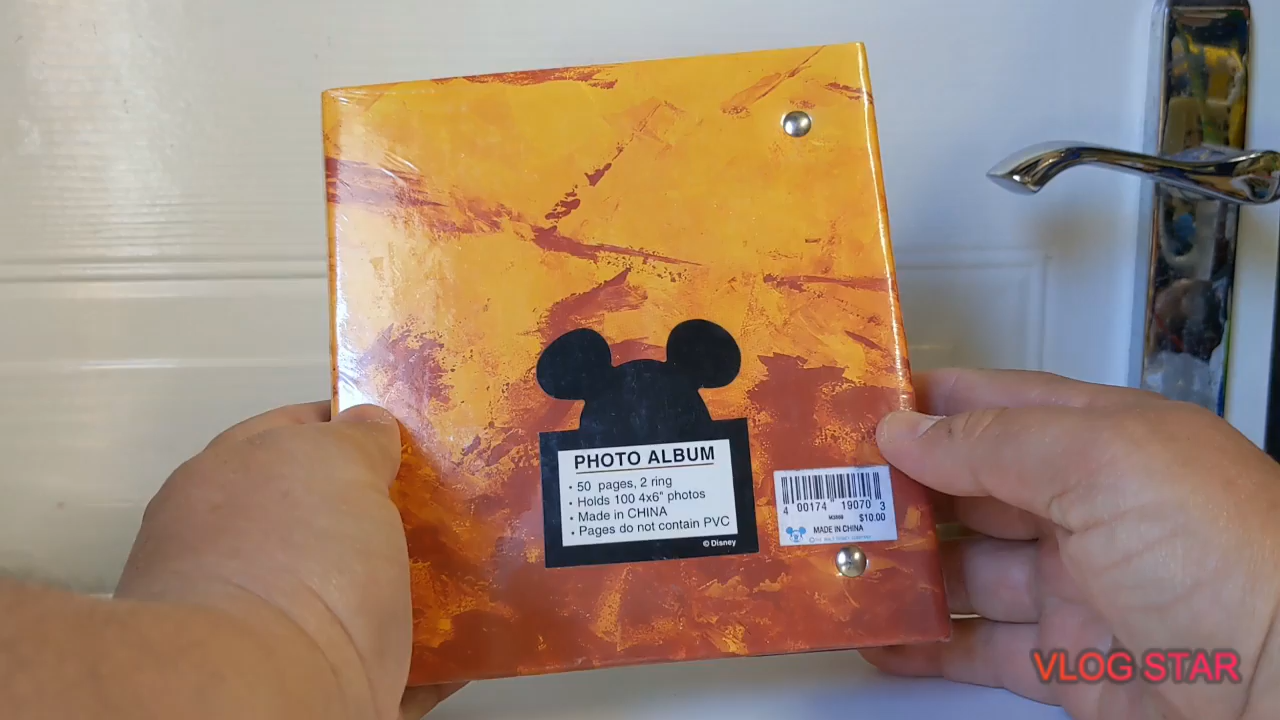 PHOTO ALBUM
• 50 pages, 2 ring
• Holds 100 4x6" photos
• Made in CHINA
• Pages do not contain PVC
© Disney
4 00174 19070 3
$10.00
MADE IN CHINA
VLOG STAR